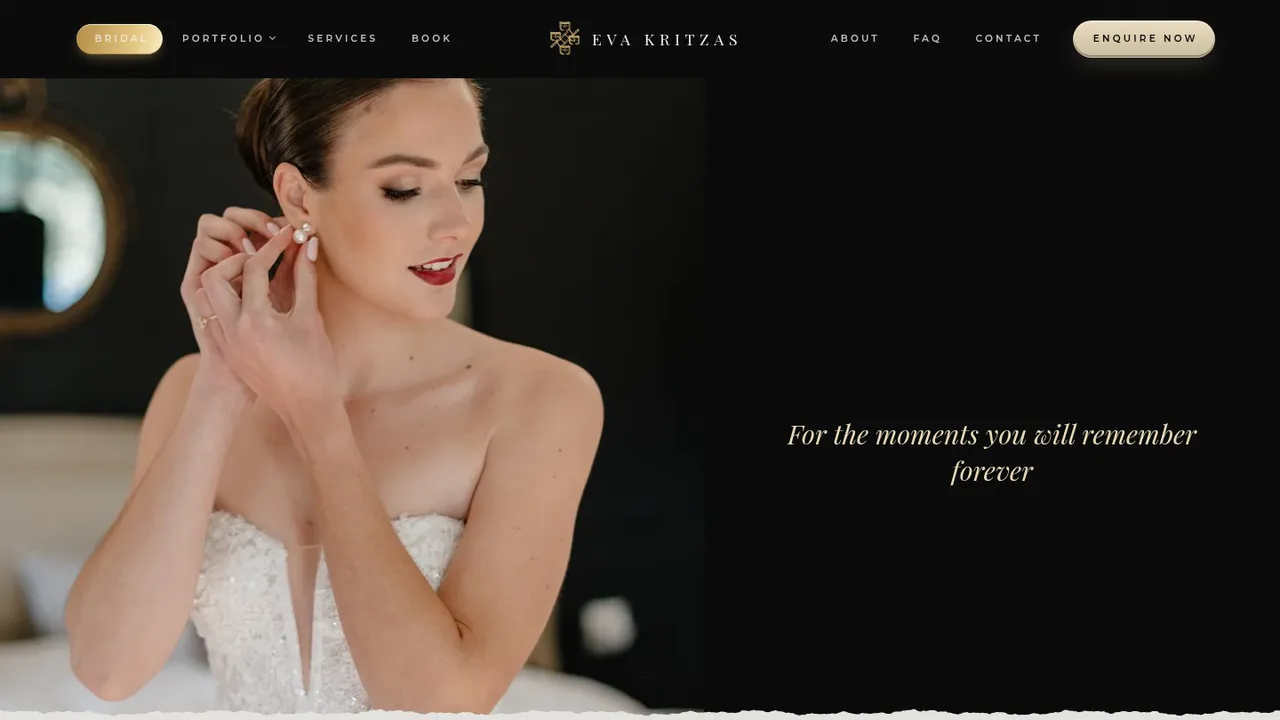 BRIDAL
PORTFOLIO
SERVICES
BOOK
EVA KRITZAS
ABOUT
FAQ
CONTACT
ENQUIRE NOW
For the moments you will remember
forever